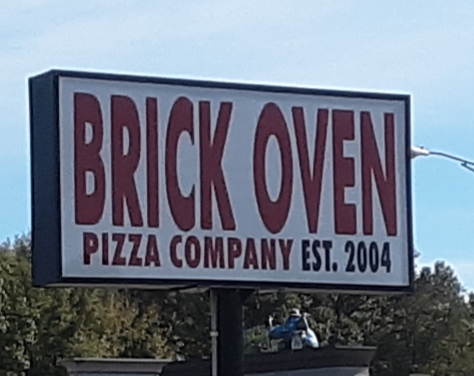 BRICK OVEN
PIZZA COMPANY EST. 2004